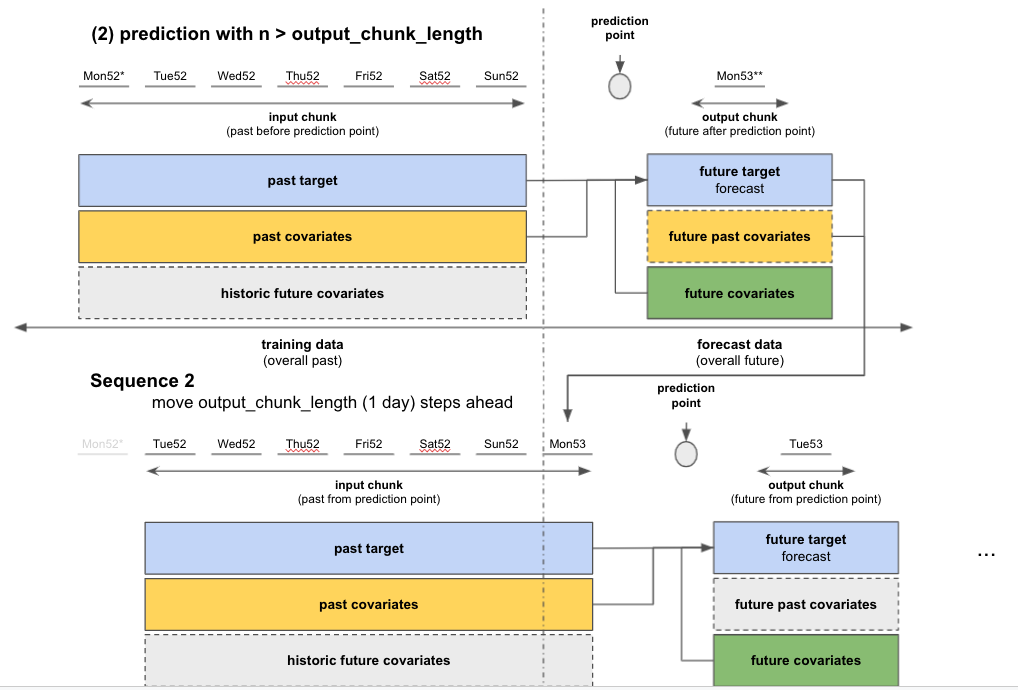 (2) prediction with n > output_chunk_length
prediction
point
Mon52* Tue52 Wed52 Thu52 Fri52 Sat52 Sun52 Mon53**
input chunk
(past before prediction point)
output chunk
(future after prediction point)
past target
future target
forecast
past covariates
future past covariates
historic future covariates
future covariates
training data
(overall past)
forecast data
(overall future)
Sequence 2
move output_chunk_length (1 day) steps ahead
prediction
point
Mon52* Tue52 Wed52 Thu52 Fri52 Sat52 Sun52 Mon53 Tue53
input chunk
(past from prediction point)
output chunk
(future from prediction point)
past target
future target
forecast
...
past covariates
future past covariates
historic future covariates
future covariates